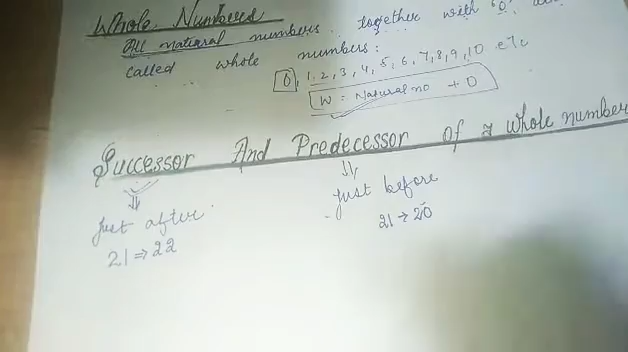 Whole Numbers
All natural numbers together with '0' are
called whole numbers:
0, 1, 2, 3, 4, 5, 6, 7, 8, 9, 10 etc
W = Natural no + 0
Successor And Predecessor of a whole number
⇓ ⇓
Just after Just before
21 ⇒ 22 21 → 20